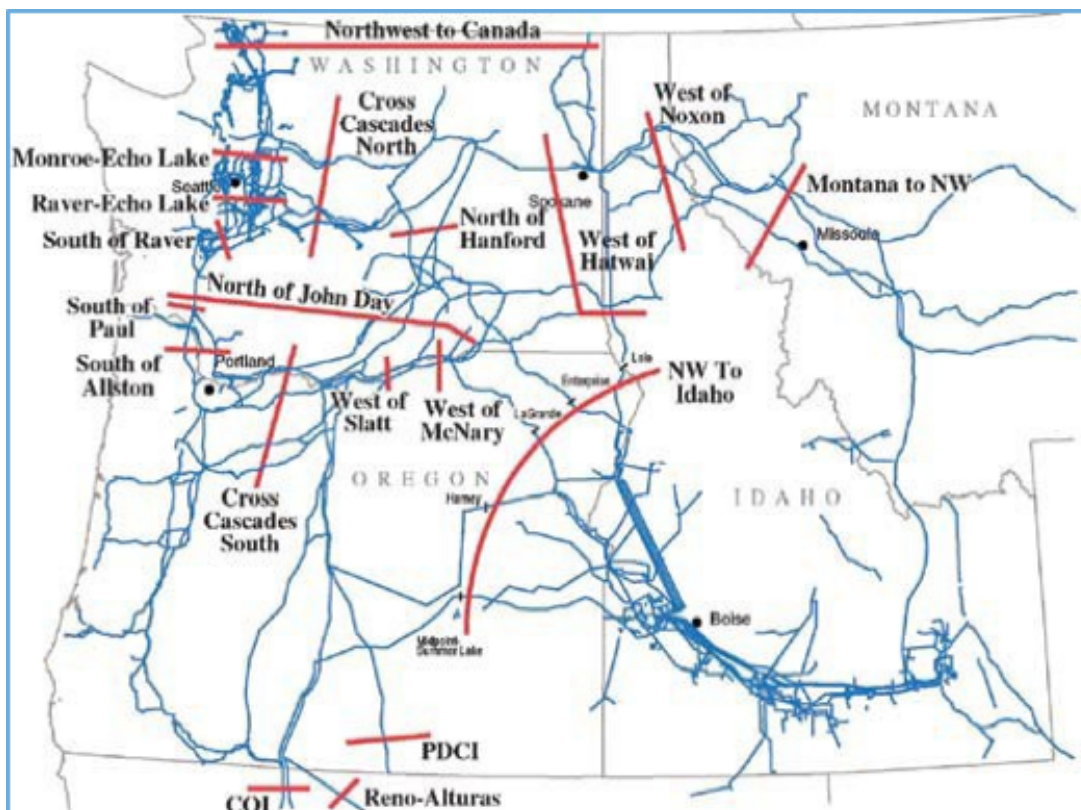 Northwest to Canada
WASHINGTON
MONTANA
Cross
Cascades
North
West of
Noxon
Monroe-Echo Lake
Seattle
Raver-Echo Lake
South of Raver
North of
Hanford
Spokane
West of
Hatwai
Montana to NW
Missoula
North of John Day
South of
Paul
South of
Allston
Portland
West of
Slatt
West of
McNary
Lolo
Enterprise
LaGrande
NW To
Idaho
OREGON
IDAHO
Harney
Cross
Cascades
South
Boise
Midpoint-
Summer Lake
PDCI
COI
Reno-Alturas